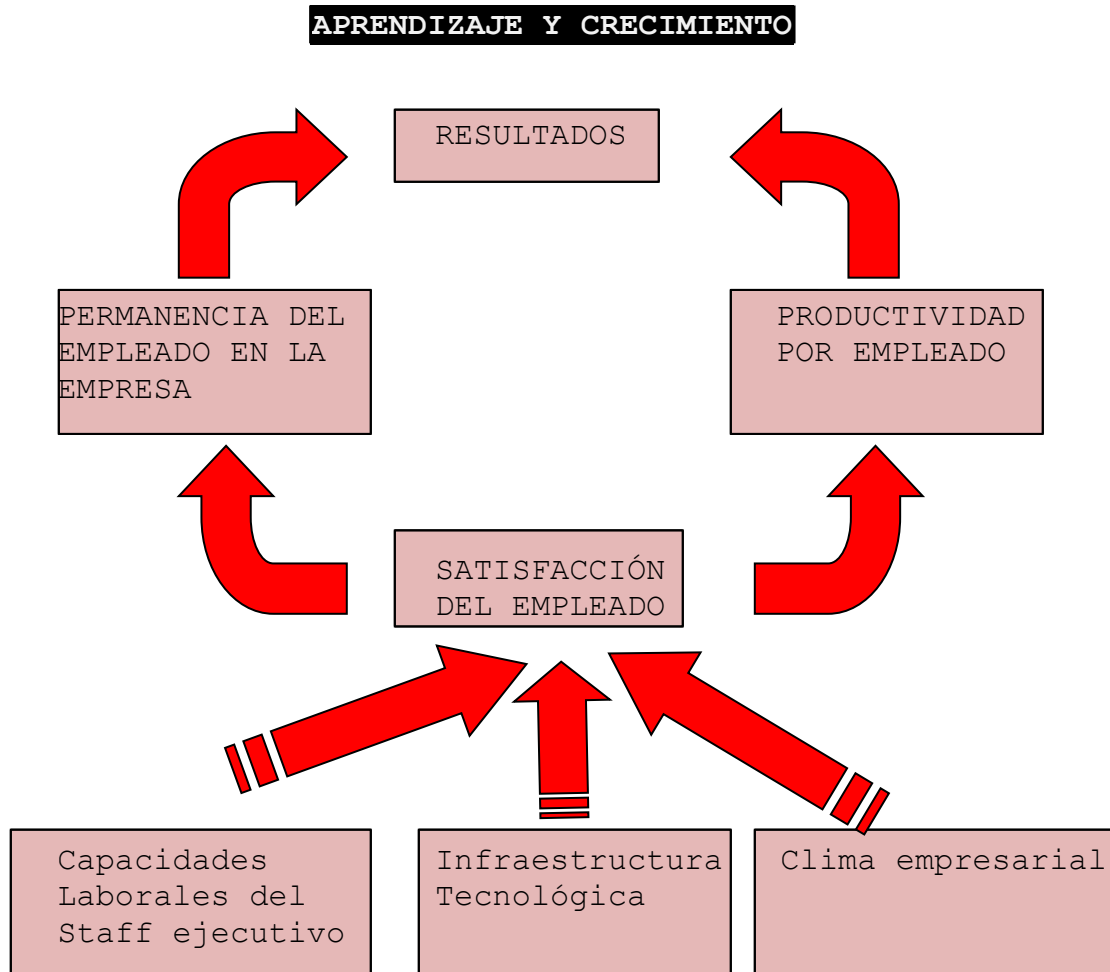 APRENDIZAJE Y CRECIMIENTO
RESULTADOS
PERMANENCIA DEL
EMPLEADO EN LA
EMPRESA
PRODUCTIVIDAD
POR EMPLEADO
SATISFACCIÓN
DEL EMPLEADO
Capacidades
Laborales del
Staff ejecutivo
Infraestructura
Tecnológica
Clima empresarial